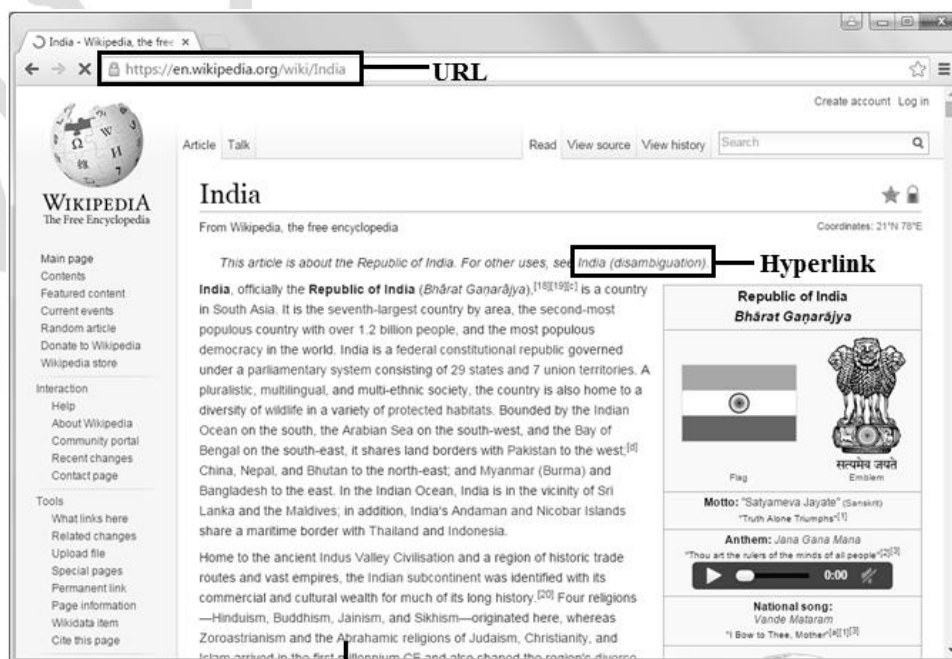 India - Wikipedia, the free
https://en.wikipedia.org/wiki/India
URL
Create account Log in
Article Talk
Read View source View history Search
WIKIPEDIA
The Free Encyclopedia
India
From Wikipedia, the free encyclopedia
Coordinates: 21°N 78°E
This article is about the Republic of India. For other uses, see India (disambiguation).
Hyperlink
Main page
Contents
Featured content
Current events
Random article
Donate to Wikipedia
Wikipedia store
Interaction
Help
About Wikipedia
Community portal
Recent changes
Contact page
Tools
What links here
Related changes
Upload file
Special pages
Permanent link
Page information
Wikidata item
Cite this page
India, officially the Republic of India (Bhārat Gaṇarājya),[18][19][c] is a country
in South Asia. It is the seventh-largest country by area, the second-most
populous country with over 1.2 billion people, and the most populous
democracy in the world. India is a federal constitutional republic governed
under a parliamentary system consisting of 29 states and 7 union territories. A
pluralistic, multilingual, and multi-ethnic society, the country is also home to a
diversity of wildlife in a variety of protected habitats. Bounded by the Indian
Ocean on the south, the Arabian Sea on the south-west, and the Bay of
Bengal on the south-east, it shares land borders with Pakistan to the west;[d]
China, Nepal, and Bhutan to the north-east; and Myanmar (Burma) and
Bangladesh to the east. In the Indian Ocean, India is in the vicinity of Sri
Lanka and the Maldives; in addition, India's Andaman and Nicobar Islands
share a maritime border with Thailand and Indonesia.
Home to the ancient Indus Valley Civilisation and a region of historic trade
routes and vast empires, the Indian subcontinent was identified with its
commercial and cultural wealth for much of its long history.[20] Four religions
—Hinduism, Buddhism, Jainism, and Sikhism—originated here, whereas
Zoroastrianism and the Abrahamic religions of Judaism, Christianity, and
Islam arrived in the first millennium CE and also shaped the region's diverse
Republic of India
Bhārat Gaṇarājya
सत्यमेव जयते
Flag
Emblem
Motto: "Satyameva Jayate" (Sanskrit)
"Truth Alone Triumphs"[1]
Anthem: Jana Gana Mana
"Thou art the rulers of the minds of all people"[2][3]
0:00
National song:
Vande Mataram
"I Bow to Thee, Mother"[a][1][3]